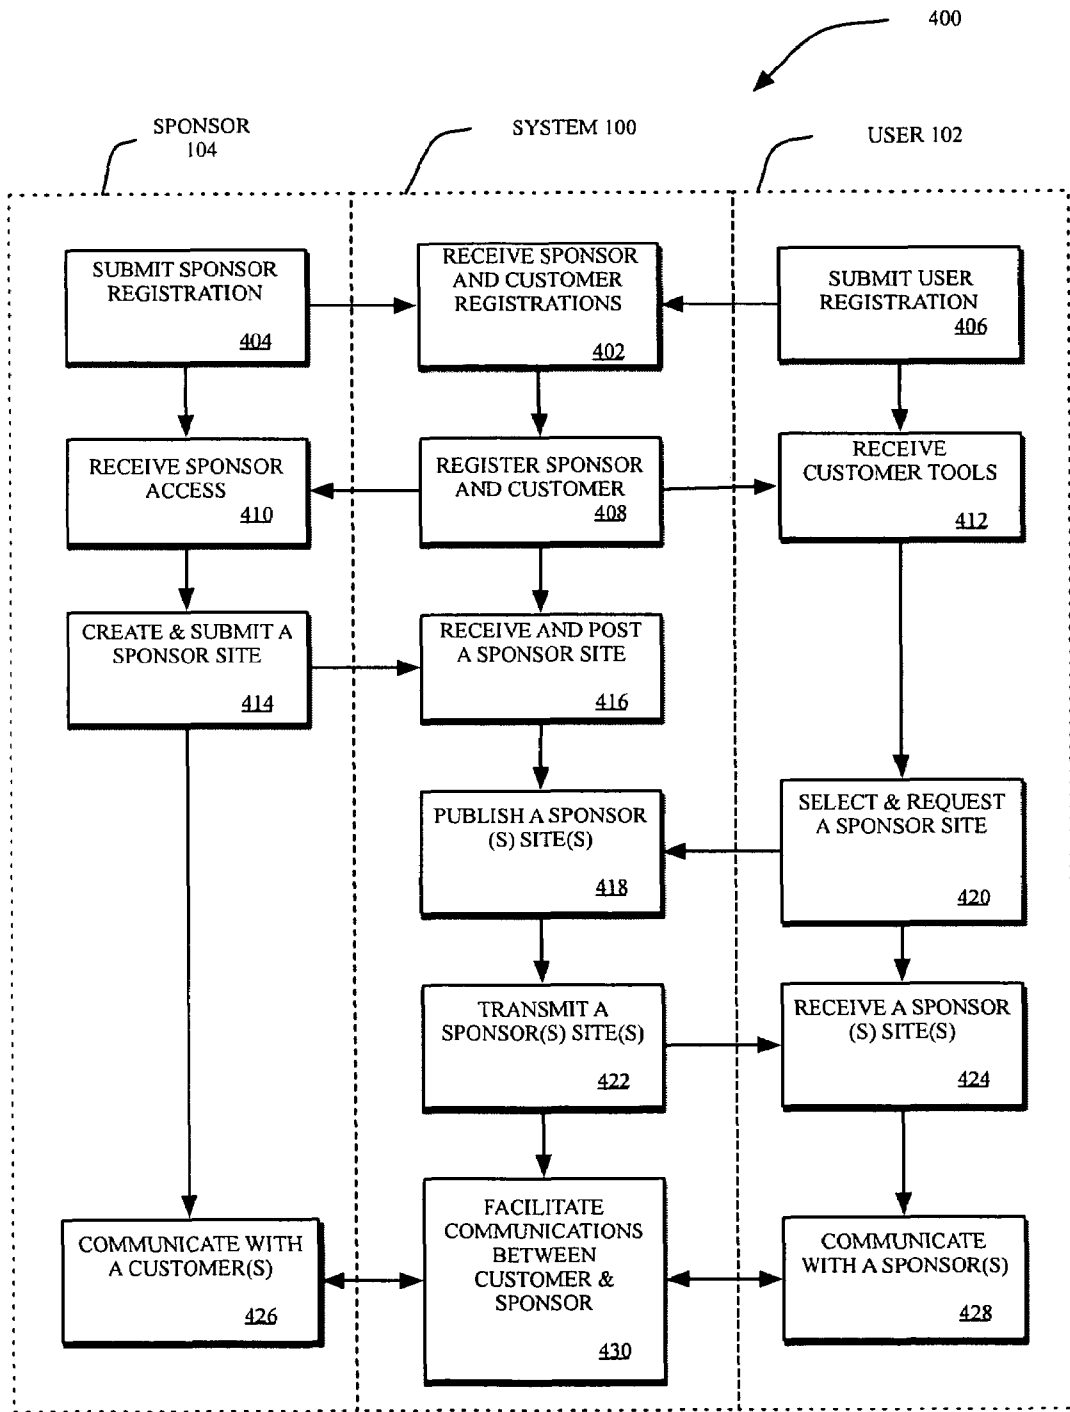 400
SPONSOR
104
SYSTEM 100
USER 102
SUBMIT SPONSOR
REGISTRATION
404
RECEIVE SPONSOR
AND CUSTOMER
REGISTRATIONS
402
SUBMIT USER
REGISTRATION
406
RECEIVE SPONSOR
ACCESS
410
REGISTER SPONSOR
AND CUSTOMER
408
RECEIVE
CUSTOMER TOOLS
412
CREATE & SUBMIT A
SPONSOR SITE
414
RECEIVE AND POST
A SPONSOR SITE
416
PUBLISH A SPONSOR
(S) SITE(S)
418
SELECT & REQUEST
A SPONSOR SITE
420
TRANSMIT A
SPONSOR(S) SITE(S)
422
RECEIVE A SPONSOR
(S) SITE(S)
424
COMMUNICATE WITH
A CUSTOMER(S)
426
FACILITATE
COMMUNICATIONS
BETWEEN
CUSTOMER &
SPONSOR
430
COMMUNICATE
WITH A SPONSOR(S)
428